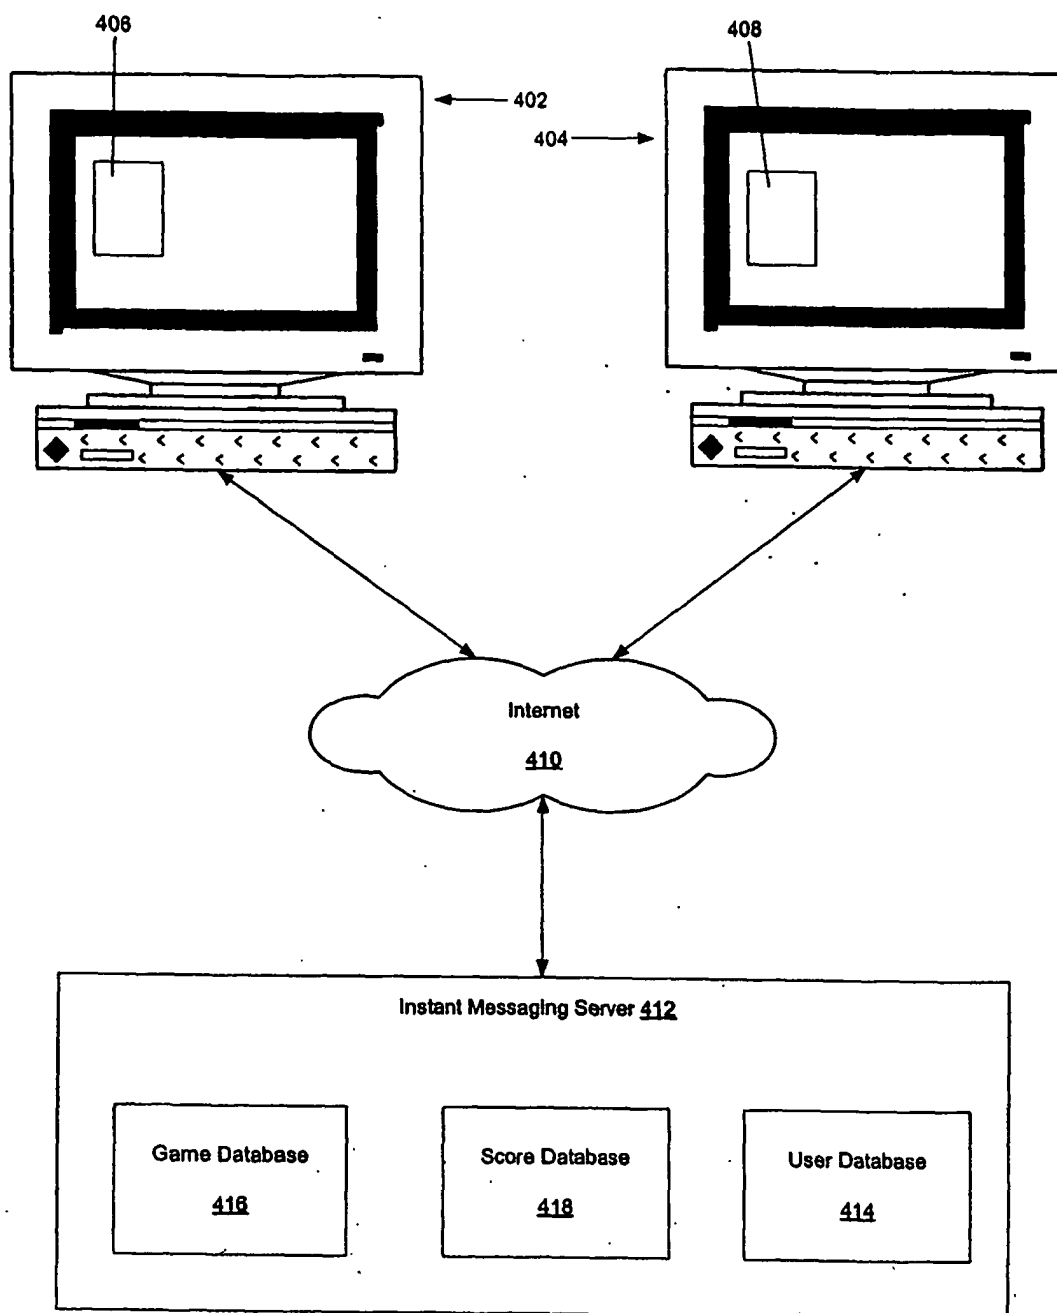 406
408
402
404
Internet
410
Instant Messaging Server 412
Game Database
416
Score Database
418
User Database
414